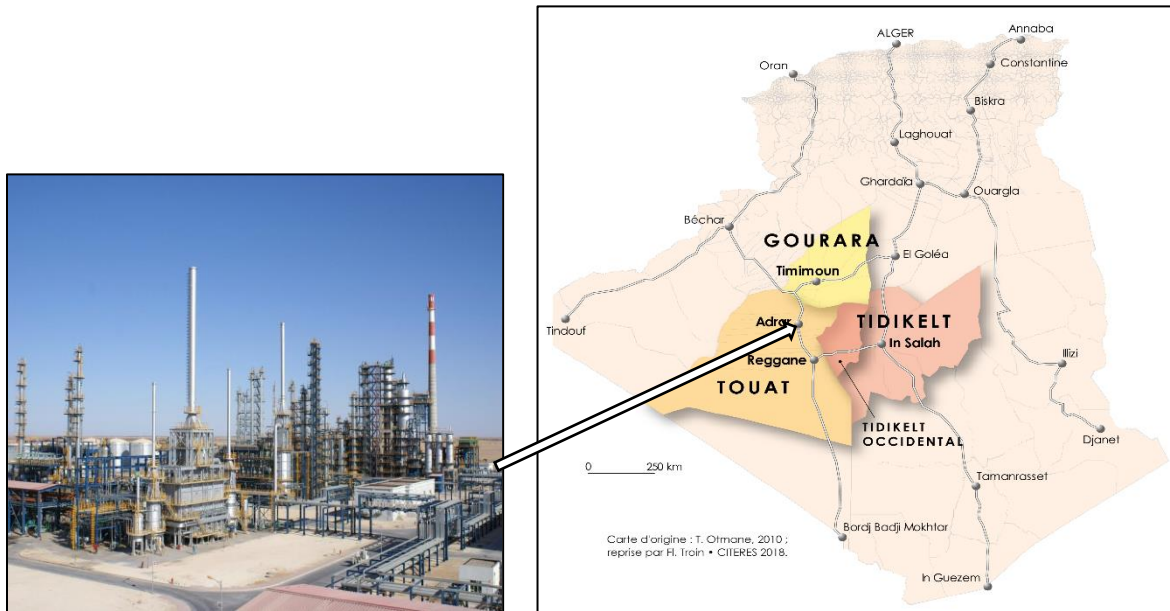 ALGER
Annaba
Constantine
Oran
Biskra
Laghouat
Ghardaïa
Ouargla
Béchar
GOURARA
El Goléa
Timimoun
Tindouf
Adrar
TIDIKELT
In Salah
Reggane
Illizi
TOUAT
TIDIKELT
OCCIDENTAL
Djanet
0 250 km
Tamanrasset
Bordj Badji Mokhtar
Carte d'origine : T. Otmane, 2010 ;
reprise par Fl. Troin • CITERES 2018.
In Guezem